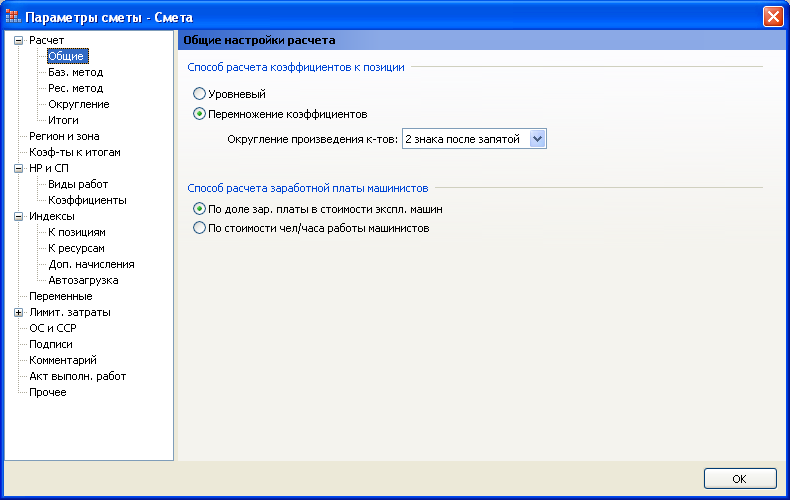 Параметры сметы - Смета
Расчет
Общие
Баз. метод
Рес. метод
Округление
Итоги
Регион и зона
Коэф-ты к итогам
НР и СП
Виды работ
Коэффициенты
Индексы
К позициям
К ресурсам
Доп. начисления
Автозагрузка
Переменные
Лимит. затраты
ОС и ССР
Подписи
Комментарий
Акт выполн. работ
Прочее
Общие настройки расчета
Способ расчета коэффициентов к позиции
Уровневый
Перемножение коэффициентов
Округление произведения к-тов: 2 знака после запятой
Способ расчета заработной платы машинистов
По доле зар. платы в стоимости экспл. машин
По стоимости чел/часа работы машинистов
ОК